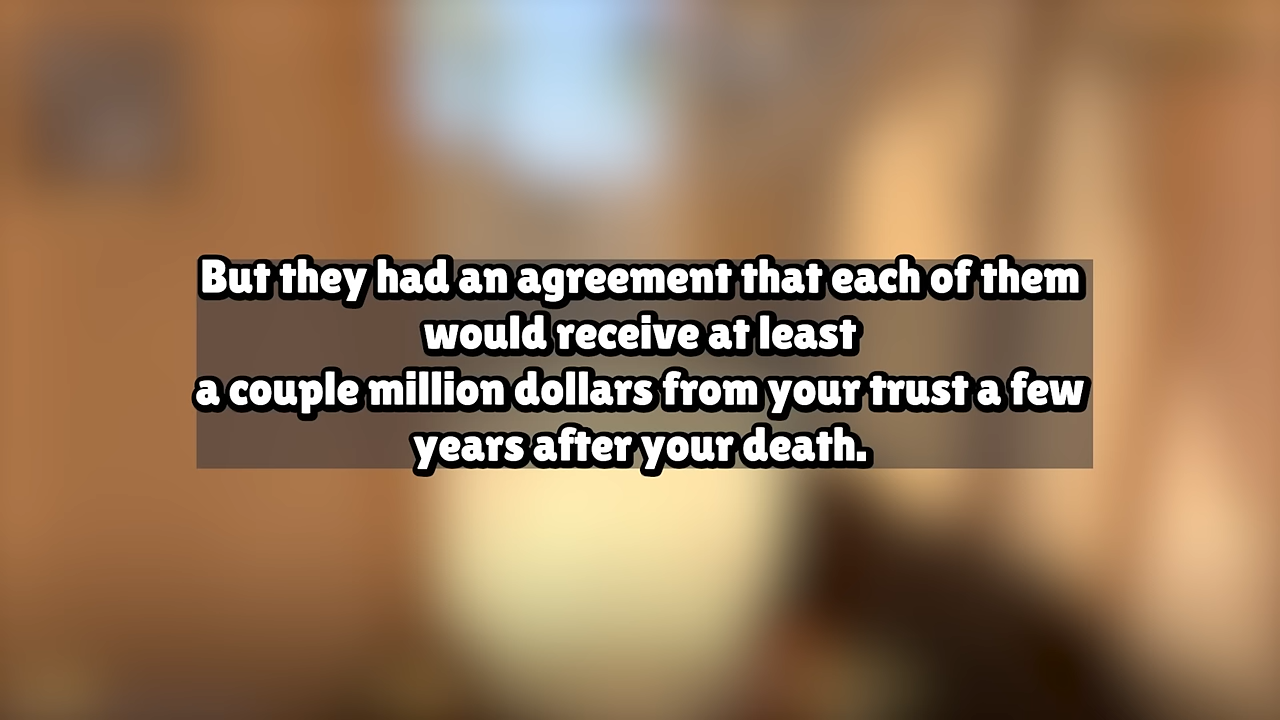 But they had an agreement that each of them
would receive at least
a couple million dollars from your trust a few
years after your death.